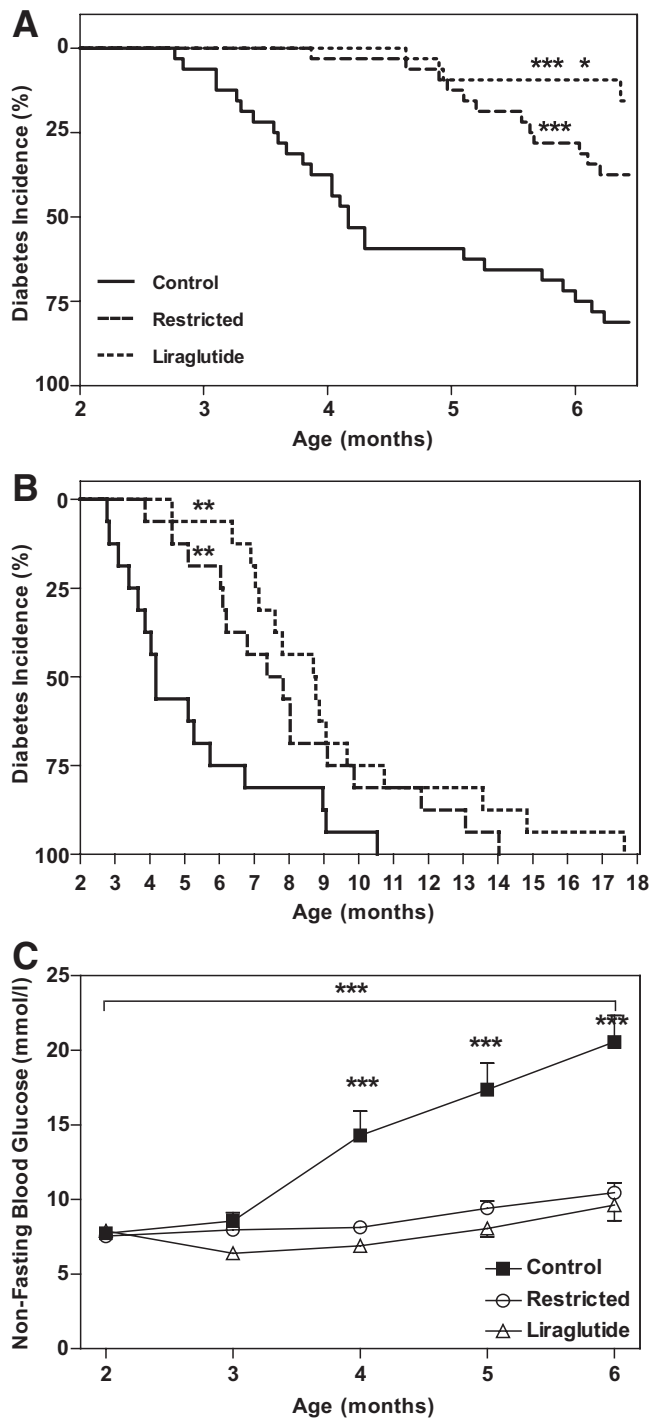 A
0
25
50
75
100
Diabetes Incidence (%)
*** *
***
Control
Restricted
Liraglutide
2 3 4 5 6
Age (months)
B
0
25
50
75
100
Diabetes Incidence (%)
**
**
2 3 4 5 6 7 8 9 10 11 12 13 14 15 16 17 18
Age (months)
C
25
20
15
10
5
0
Non-Fasting Blood Glucose (mmol/l)
***
***
***
***
Control
Restricted
Liraglutide
2 3 4 5 6
Age (months)